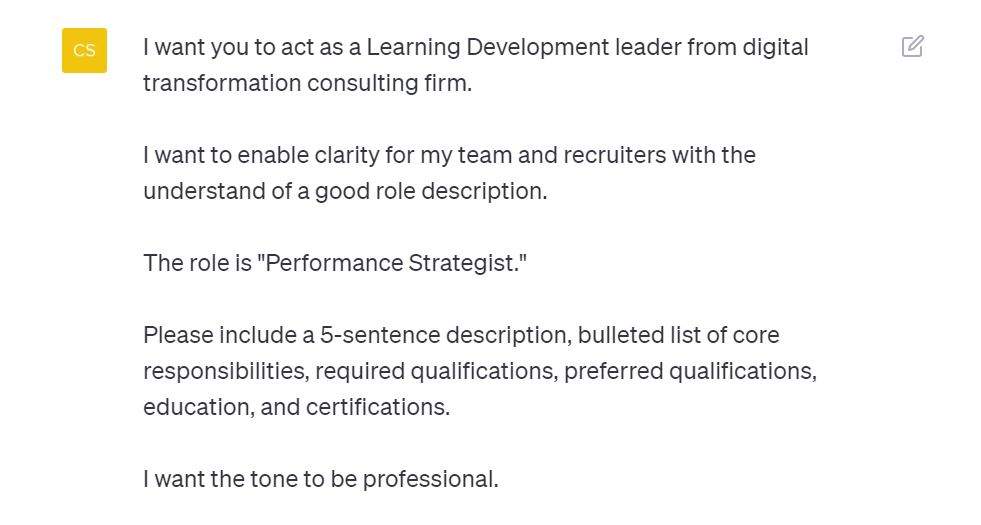 CS
I want you to act as a Learning Development leader from digital
transformation consulting firm.
I want to enable clarity for my team and recruiters with the
understand of a good role description.
The role is "Performance Strategist."
Please include a 5-sentence description, bulleted list of core
responsibilities, required qualifications, preferred qualifications,
education, and certifications.
I want the tone to be professional.